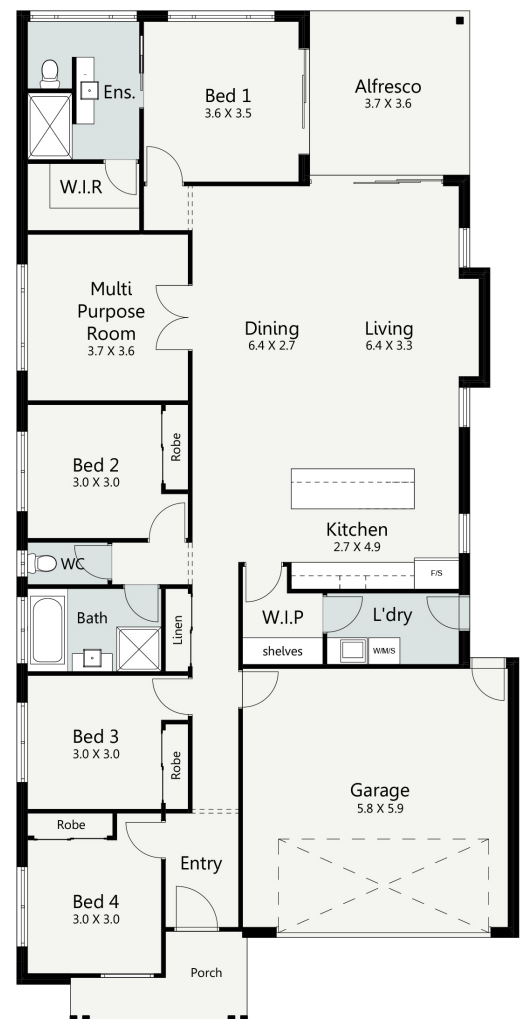 Ens.
Bed 1
3.6 X 3.5
Alfresco
3.7 X 3.6
W.I.R
Multi
Purpose
Room
3.7 X 3.6
Dining
6.4 X 2.7
Living
6.4 X 3.3
Bed 2
3.0 X 3.0
Robe
Kitchen
2.7 X 4.9
F/S
WC
Bath
Linen
W.I.P
shelves
L'dry
W/M/S
Bed 3
3.0 X 3.0
Robe
Garage
5.8 X 5.9
Robe
Entry
Bed 4
3.0 X 3.0
Porch